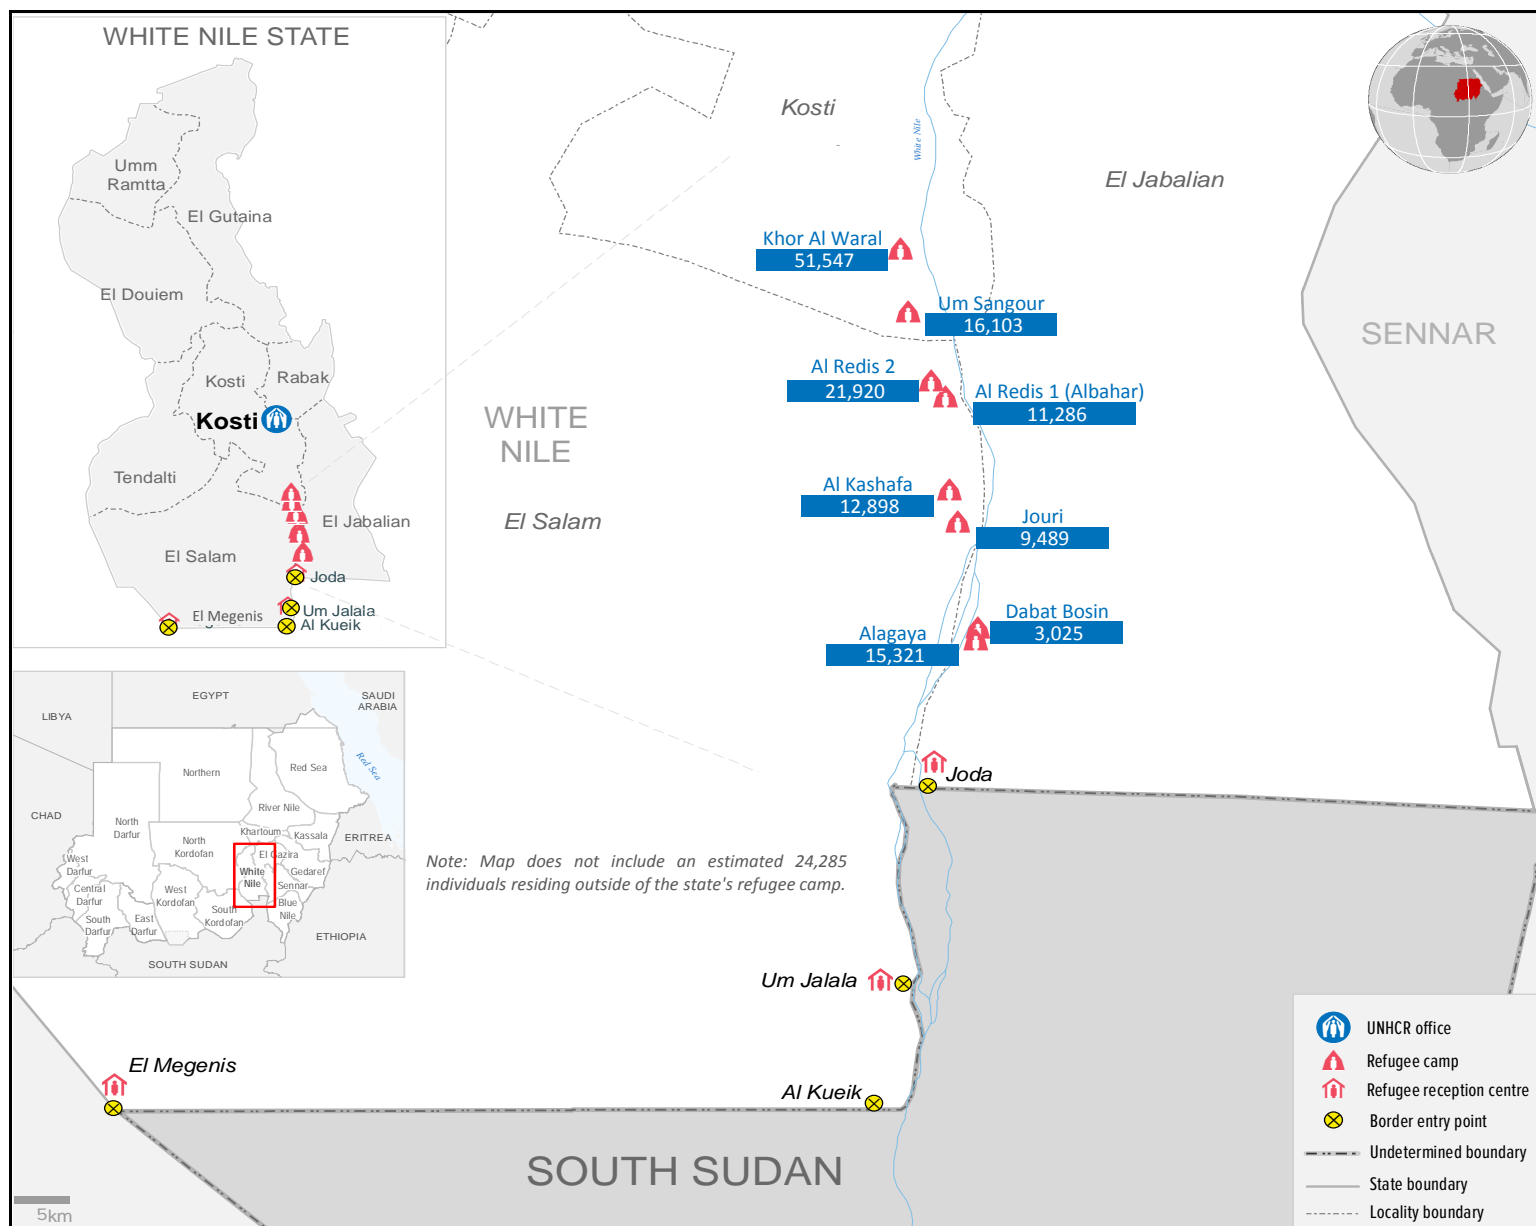 WHITE NILE STATE
Umm
Ramtta
El Gutaina
El Douiem
Kosti
Rabak
Kosti
Tendalti
El Jabalian
El Salam
Joda
El Megenis
Um Jalala
Al Kueik
Kosti
White Nile
El Jabalian
Khor Al Waral
51,547
Um Sangour
16,103
SENNAR
Al Redis 2
21,920
Al Redis 1 (Albahar)
11,286
WHITE
NILE
Al Kashafa
12,898
El Salam
Jouri
9,489
Dabat Bosin
3,025
Alagaya
15,321
Joda
EGYPT
SAUDI
ARABIA
LIBYA
Red Sea
Northern
Red Sea
River Nile
CHAD
North
Darfur
Khartoum
Kassala
ERITREA
North
Kordofan
El Gazira
West
Darfur
White
Nile
Gedaref
Central
Darfur
West
Kordofan
Sennar
South
Kordofan
Blue
Nile
South
Darfur
East
Darfur
ETHIOPIA
SOUTH SUDAN
Note: Map does not include an estimated 24,285
individuals residing outside of the state's refugee camp.
Um Jalala
El Megenis
Al Kueik
SOUTH SUDAN
5km
UNHCR office
Refugee camp
Refugee reception centre
Border entry point
Undetermined boundary
State boundary
Locality boundary